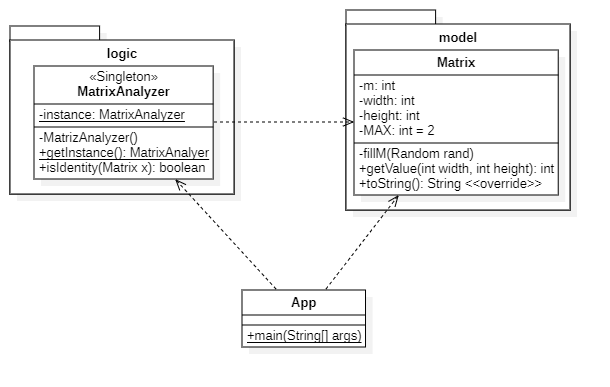 logic
«Singleton»
MatrixAnalyzer
-instance: MatrixAnalyzer
-MatrizAnalyzer()
+getInstance(): MatrixAnalyer
+isIdentity(Matrix x): boolean
model
Matrix
-m: int
-width: int
-height: int
-MAX: int = 2
-fillM(Random rand)
+getValue(int width, int height): int
+toString(): String <<override>>
App
+main(String[] args)